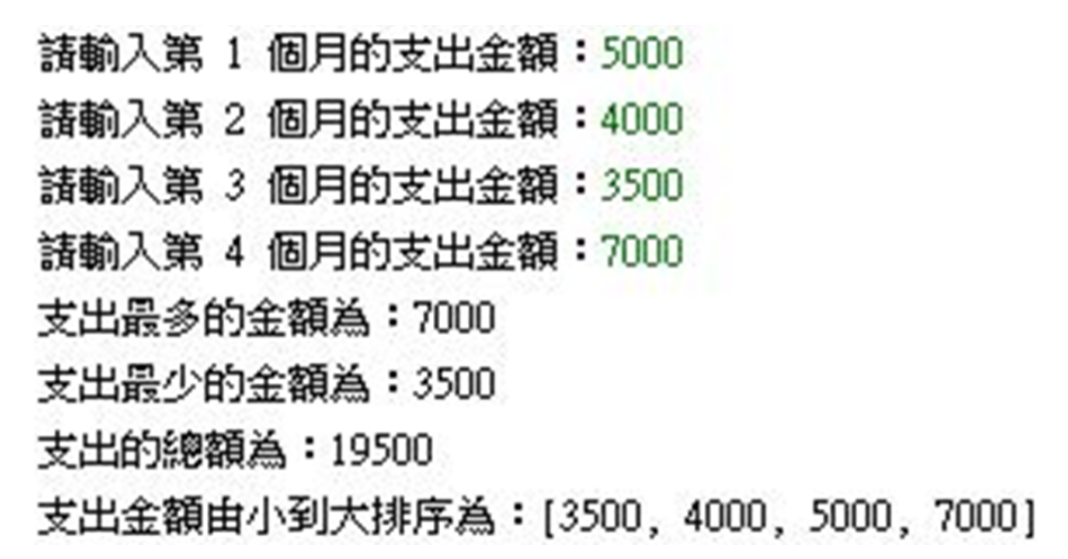 請輸入第 1 個月的支出金額：5000
請輸入第 2 個月的支出金額：4000
請輸入第 3 個月的支出金額：3500
請輸入第 4 個月的支出金額：7000
支出最多的金額為：7000
支出最少的金額為：3500
支出的總額為：19500
支出金額由小到大排序為：[3500, 4000, 5000, 7000]